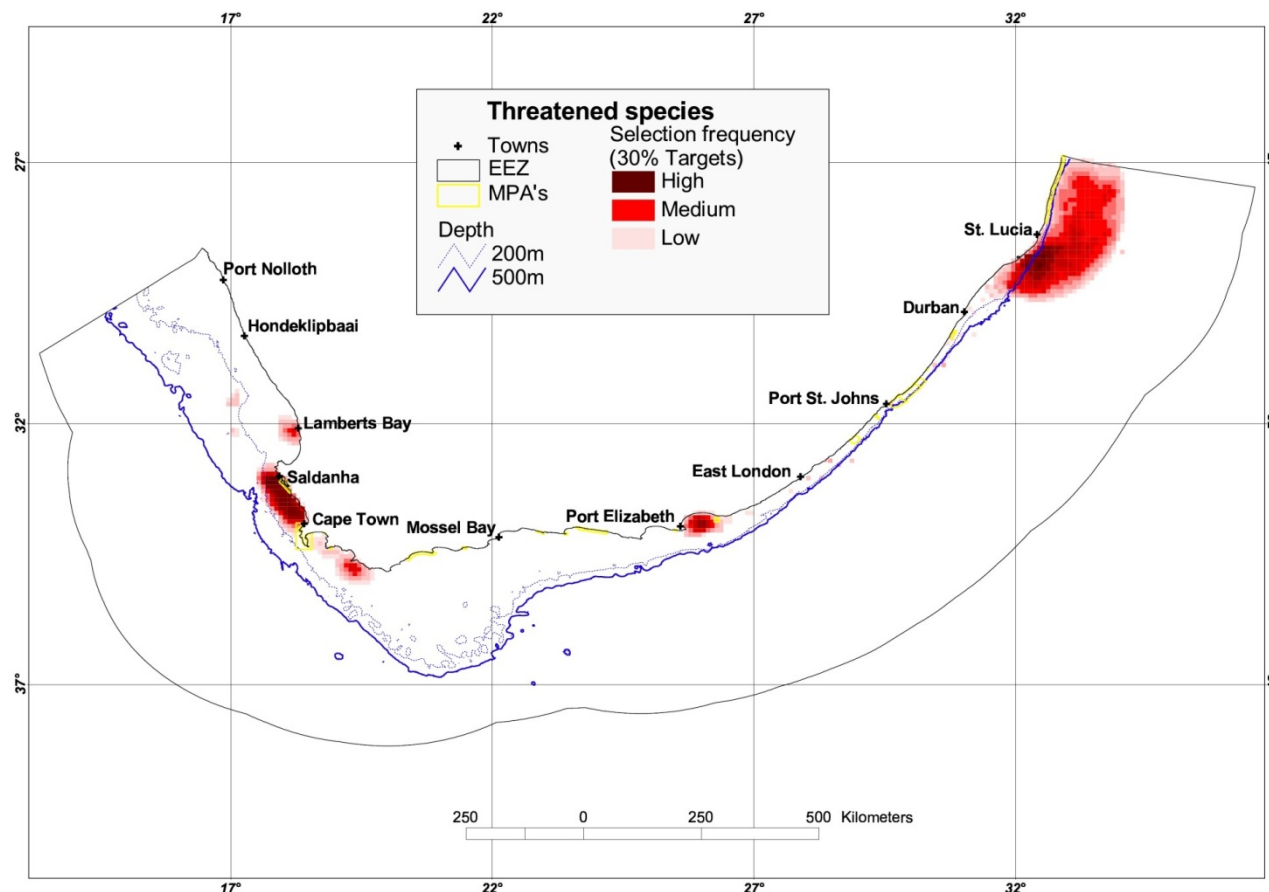 17° 22° 27° 32°
Threatened species
Towns
EEZ
MPA's
Depth
200m
500m
Selection frequency
(30% Targets)
High
Medium
Low
27°
St. Lucia
Port Nolloth
Durban
Hondeklipbaai
Port St. Johns
32°
Lamberts Bay
East London
Saldanha
Cape Town
Mossel Bay
Port Elizabeth
37°
250 0 250 500 Kilometers
17° 22° 27° 32°